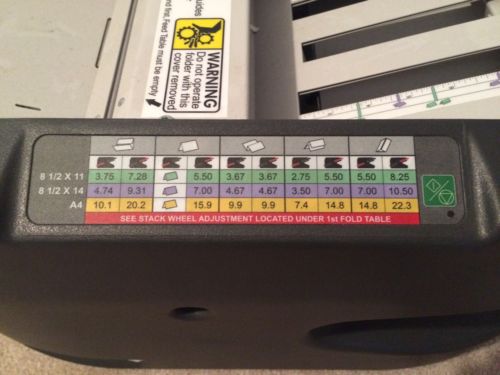 guides
and first, Feed Table must be empty
WARNING
Do not operate
folder with this
cover removed
8 1/2 X 11 3.75 7.28 5.50 3.67 3.67 2.75 5.50 5.50 8.25
8 1/2 X 14 4.74 9.31 7.00 4.67 4.67 3.50 7.00 7.00 10.50
A4 10.1 20.2 15.9 9.9 9.9 7.4 14.8 14.8 22.3
SEE STACK WHEEL ADJUSTMENT LOCATED UNDER 1st FOLD TABLE